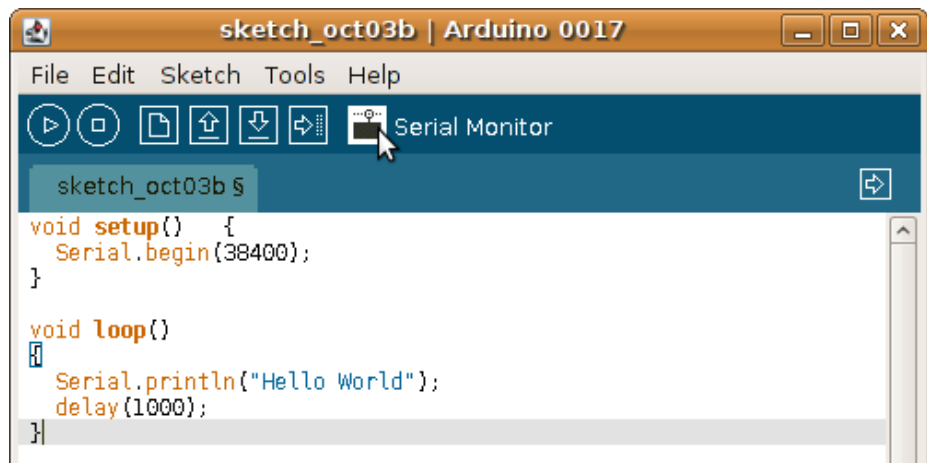 sketch_oct03b | Arduino 0017
File Edit Sketch Tools Help
Serial Monitor
sketch_oct03b §
void setup()   {
  Serial.begin(38400);
}

void loop()
{
  Serial.println("Hello World");
  delay(1000);
}